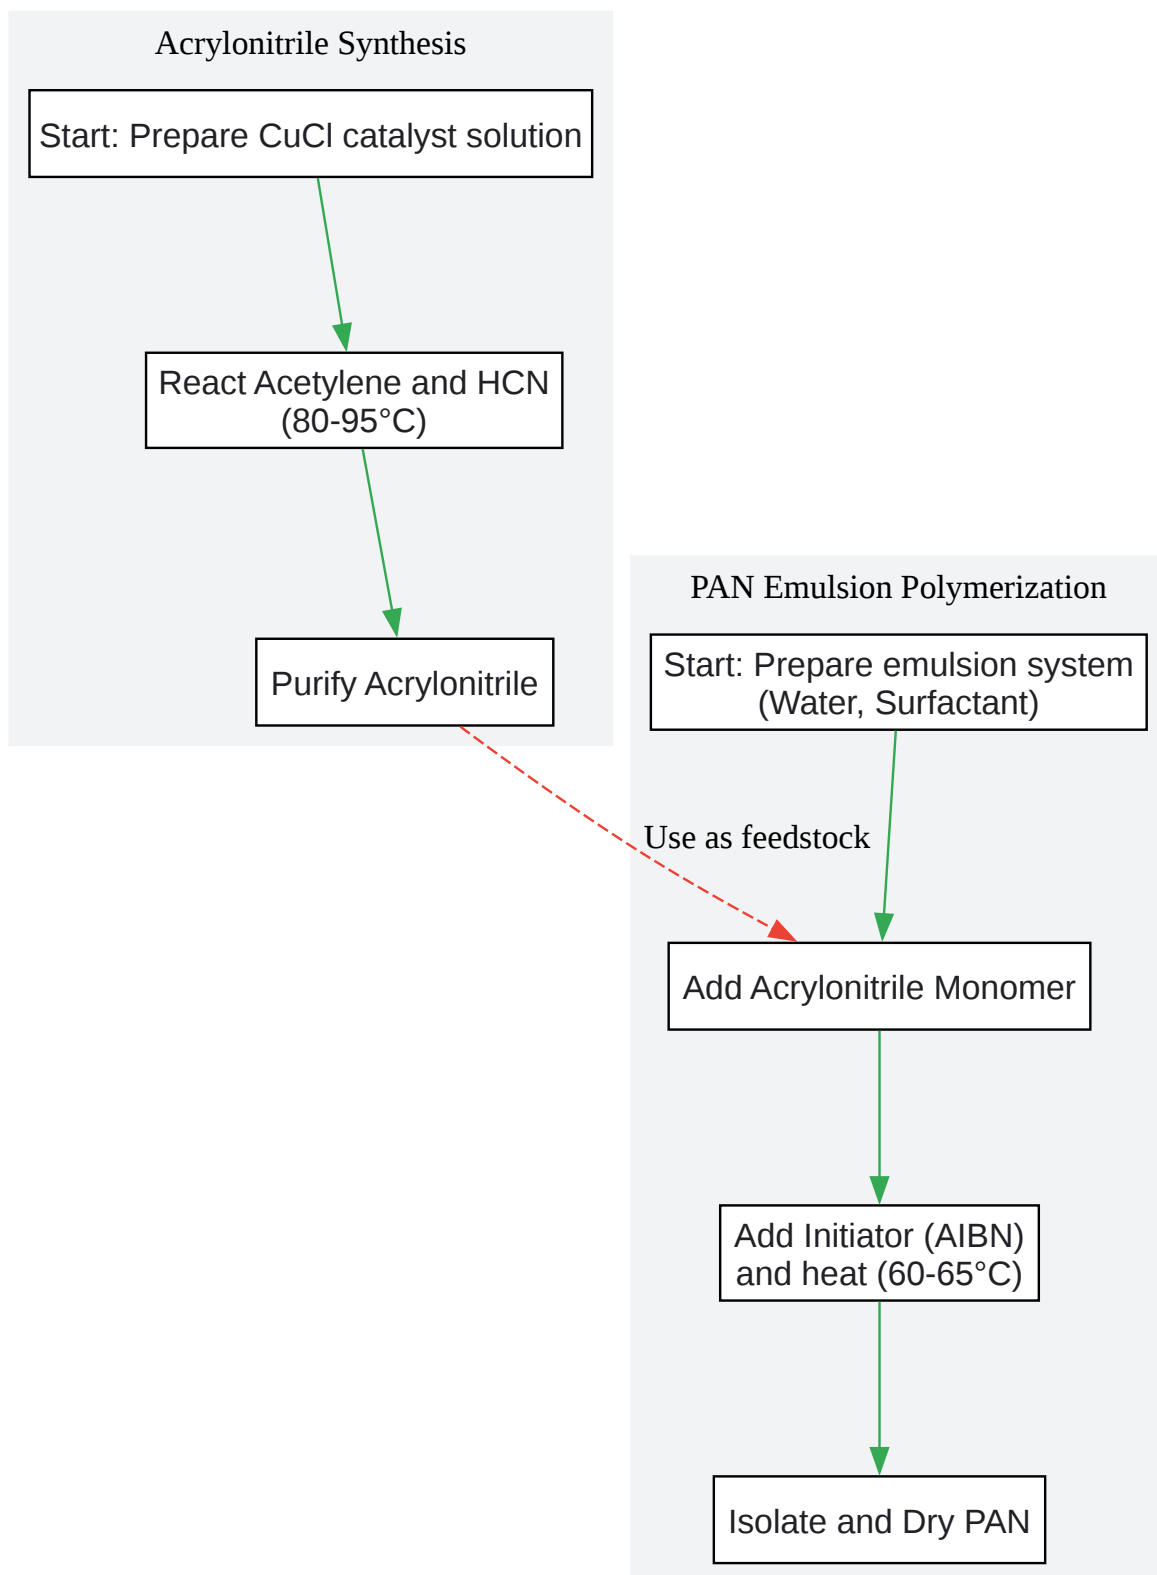 Acrylonitrile Synthesis
Start: Prepare CuCl catalyst solution
React Acetylene and HCN
(80-95°C)
Purify Acrylonitrile
PAN Emulsion Polymerization
Start: Prepare emulsion system
(Water, Surfactant)
Use as feedstock
Add Acrylonitrile Monomer
Add Initiator (AIBN)
and heat (60-65°C)
Isolate and Dry PAN